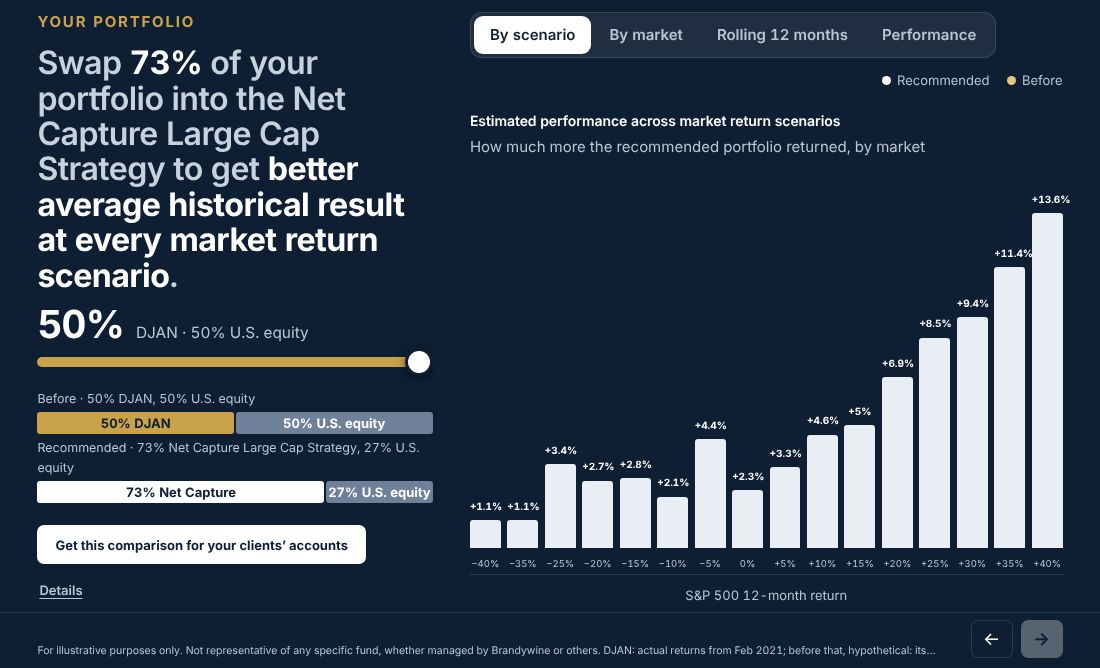 YOUR PORTFOLIO
Swap 73% of your
portfolio into the Net
Capture Large Cap
Strategy to get better
average historical result
at every market return
scenario.
50% DJAN · 50% U.S. equity
Before · 50% DJAN, 50% U.S. equity
50% DJAN 50% U.S. equity
Recommended · 73% Net Capture Large Cap Strategy, 27% U.S.
equity
73% Net Capture 27% U.S. equity
Get this comparison for your clients’ accounts
Details
By scenario By market Rolling 12 months Performance
Recommended Before
Estimated performance across market return scenarios
How much more the recommended portfolio returned, by market
+1.1% +1.1% +3.4% +2.7% +2.8% +2.1% +4.4% +2.3% +3.3% +4.6% +5% +6.9% +8.5% +9.4% +11.4% +13.6%
−40% −35% −25% −20% −15% −10% −5% 0% +5% +10% +15% +20% +25% +30% +35% +40%
S&P 500 12-month return
For illustrative purposes only. Not representative of any specific fund, whether managed by Brandywine or others. DJAN: actual returns from Feb 2021; before that, hypothetical: its…
← →